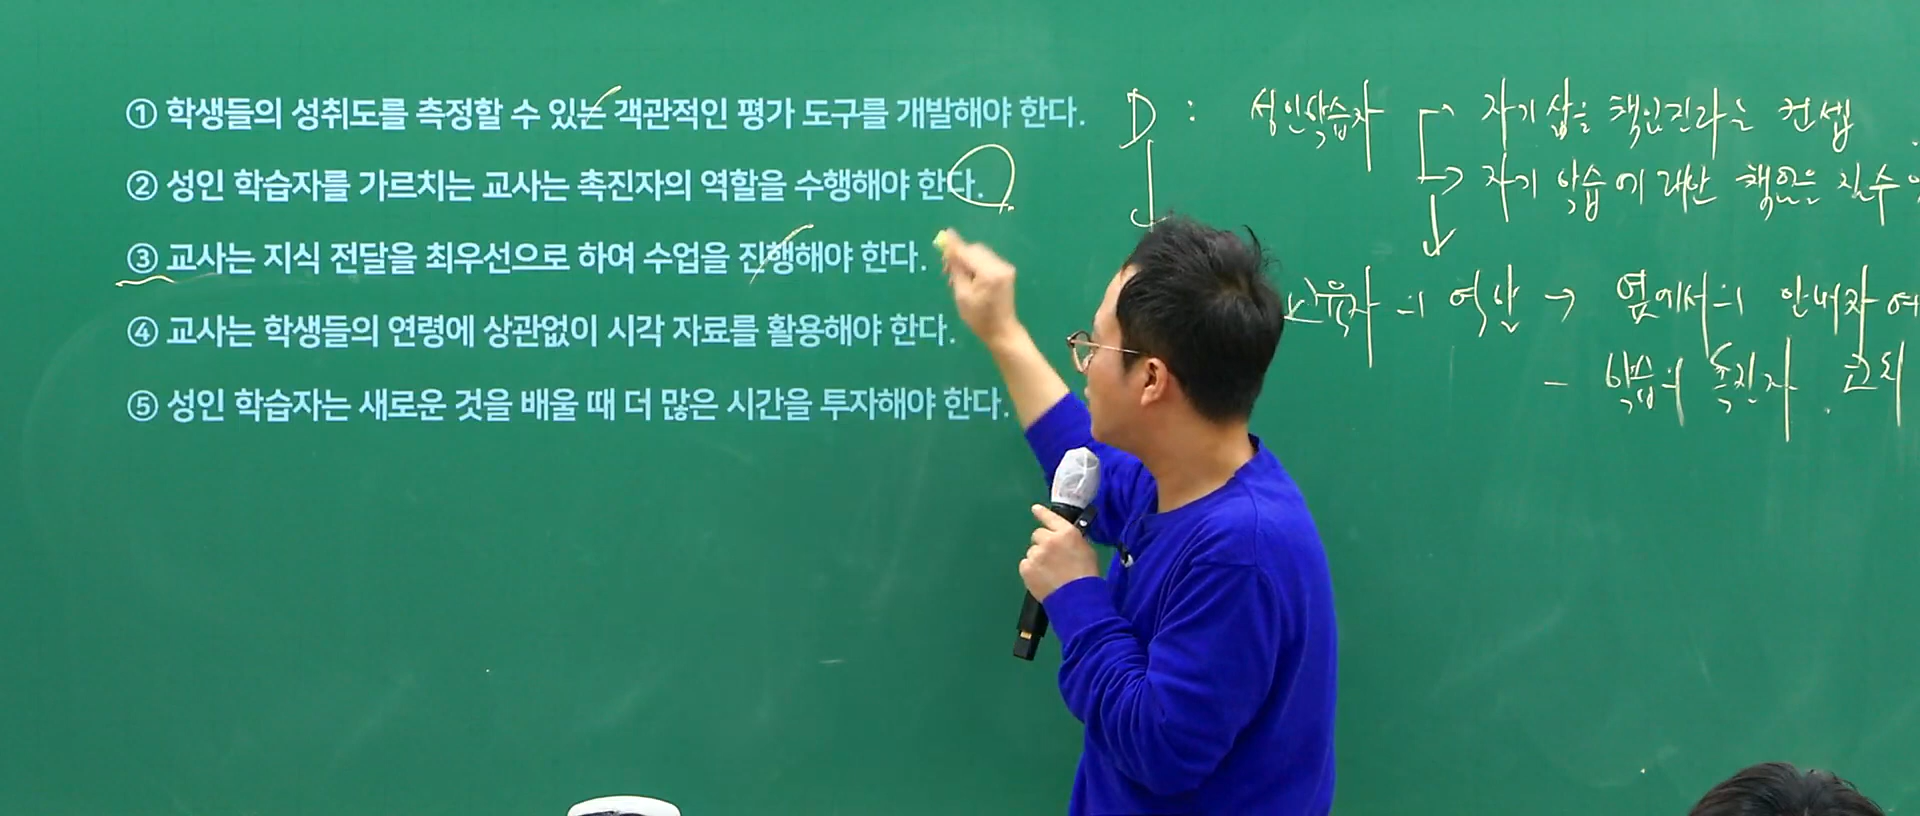 ① 학생들의 성취도를 측정할 수 있는 객관적인 평가 도구를 개발해야 한다.
② 성인 학습자를 가르치는 교사는 촉진자의 역할을 수행해야 한다.
③ 교사는 지식 전달을 최우선으로 하여 수업을 진행해야 한다.
④ 교사는 학생들의 연령에 상관없이 시각 자료를 활용해야 한다.
⑤ 성인 학습자는 새로운 것을 배울 때 더 많은 시간을 투자해야 한다.
D : 성인학습자 → 자기 삶을 책임진라는 컨셉
→ 자기 학습에 대한 책임은 질 수
역할 → 옆에서의 안내자
- 학습의 촉진자